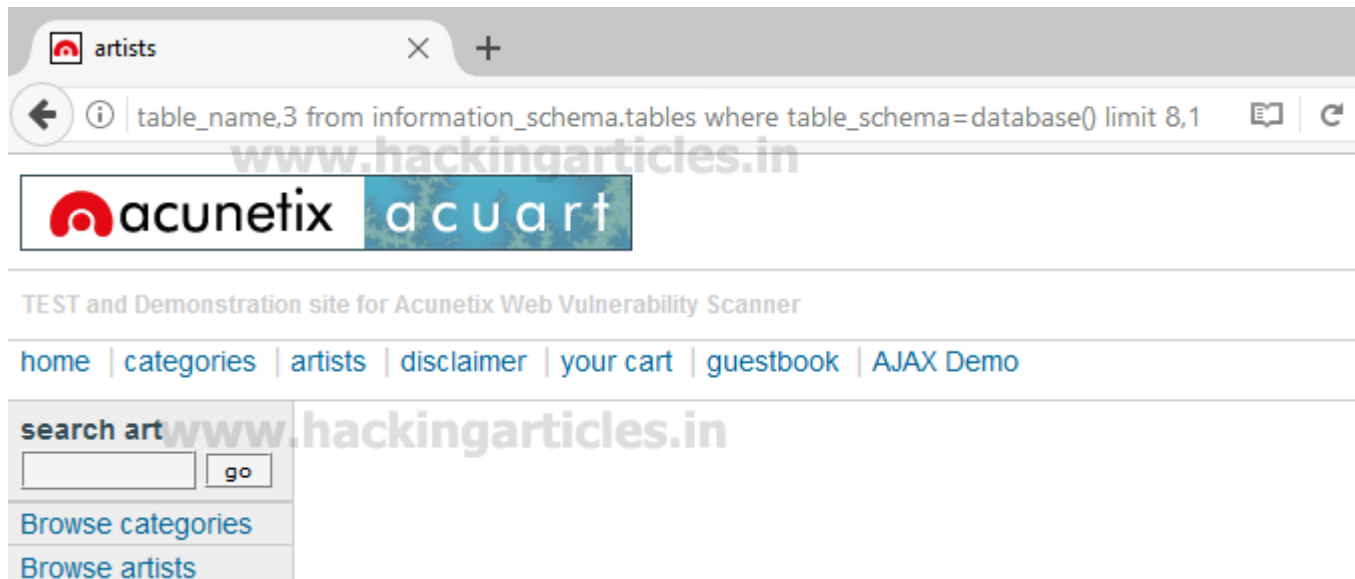 artists
table_name,3 from information_schema.tables where table_schema=database() limit 8,1
www.hackingarticles.in
acunetix acuart
TEST and Demonstration site for Acunetix Web Vulnerability Scanner
home | categories | artists | disclaimer | your cart | guestbook | AJAX Demo
search art
www.hackingarticles.in
go
Browse categories
Browse artists